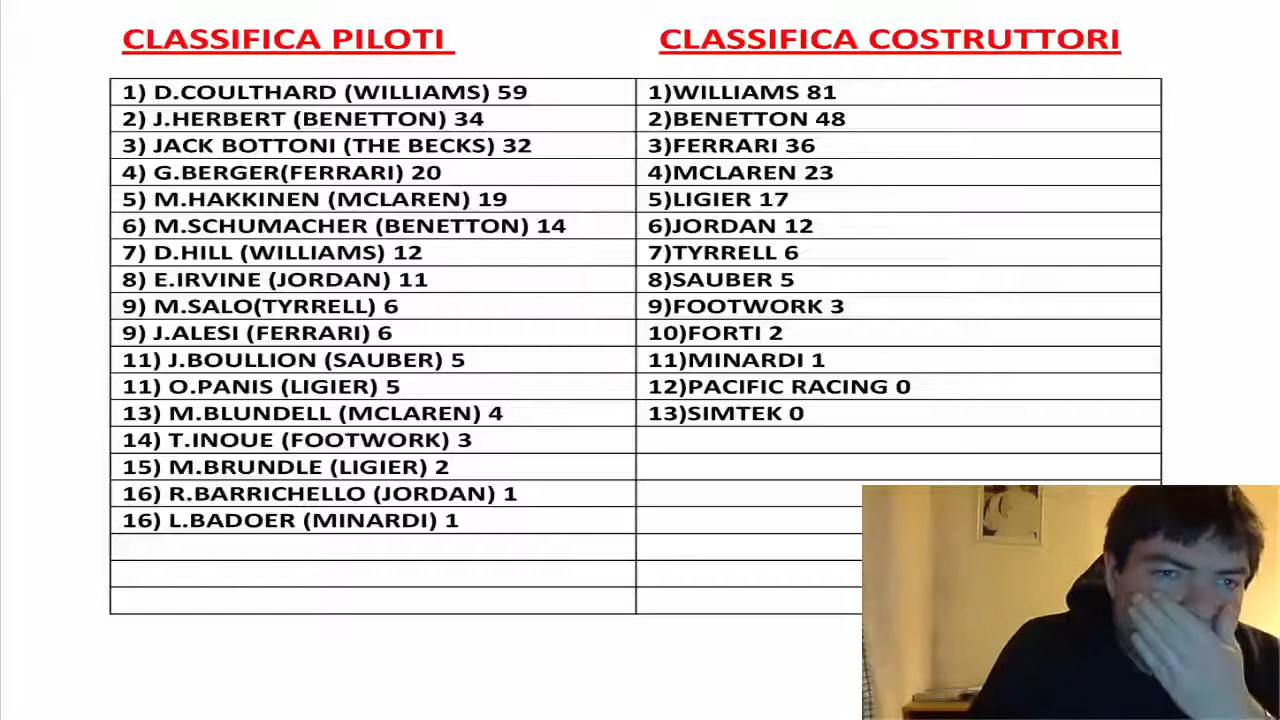 CLASSIFICA PILOTI
1) D.COULTHARD (WILLIAMS) 59
2) J.HERBERT (BENETTON) 34
3) JACK BOTTONI (THE BECKS) 32
4) G.BERGER(FERRARI) 20
5) M.HAKKINEN (MCLAREN) 19
6) M.SCHUMACHER (BENETTON) 14
7) D.HILL (WILLIAMS) 12
8) E.IRVINE (JORDAN) 11
9) M.SALO(TYRRELL) 6
9) J.ALESI (FERRARI) 6
11) J.BOULLION (SAUBER) 5
11) O.PANIS (LIGIER) 5
13) M.BLUNDELL (MCLAREN) 4
14) T.INOUE (FOOTWORK) 3
15) M.BRUNDLE (LIGIER) 2
16) R.BARRICHELLO (JORDAN) 1
16) L.BADOER (MINARDI) 1
CLASSIFICA COSTRUTTORI
1)WILLIAMS 81
2)BENETTON 48
3)FERRARI 36
4)MCLAREN 23
5)LIGIER 17
6)JORDAN 12
7)TYRRELL 6
8)SAUBER 5
9)FOOTWORK 3
10)FORTI 2
11)MINARDI 1
12)PACIFIC RACING 0
13)SIMTEK 0